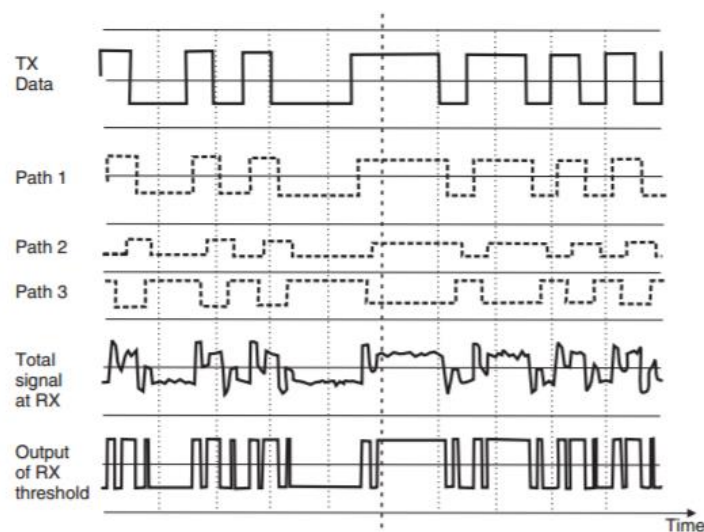 TX
Data
Path 1
Path 2
Path 3
Total
signal
at RX
Output
of RX
threshold
Time